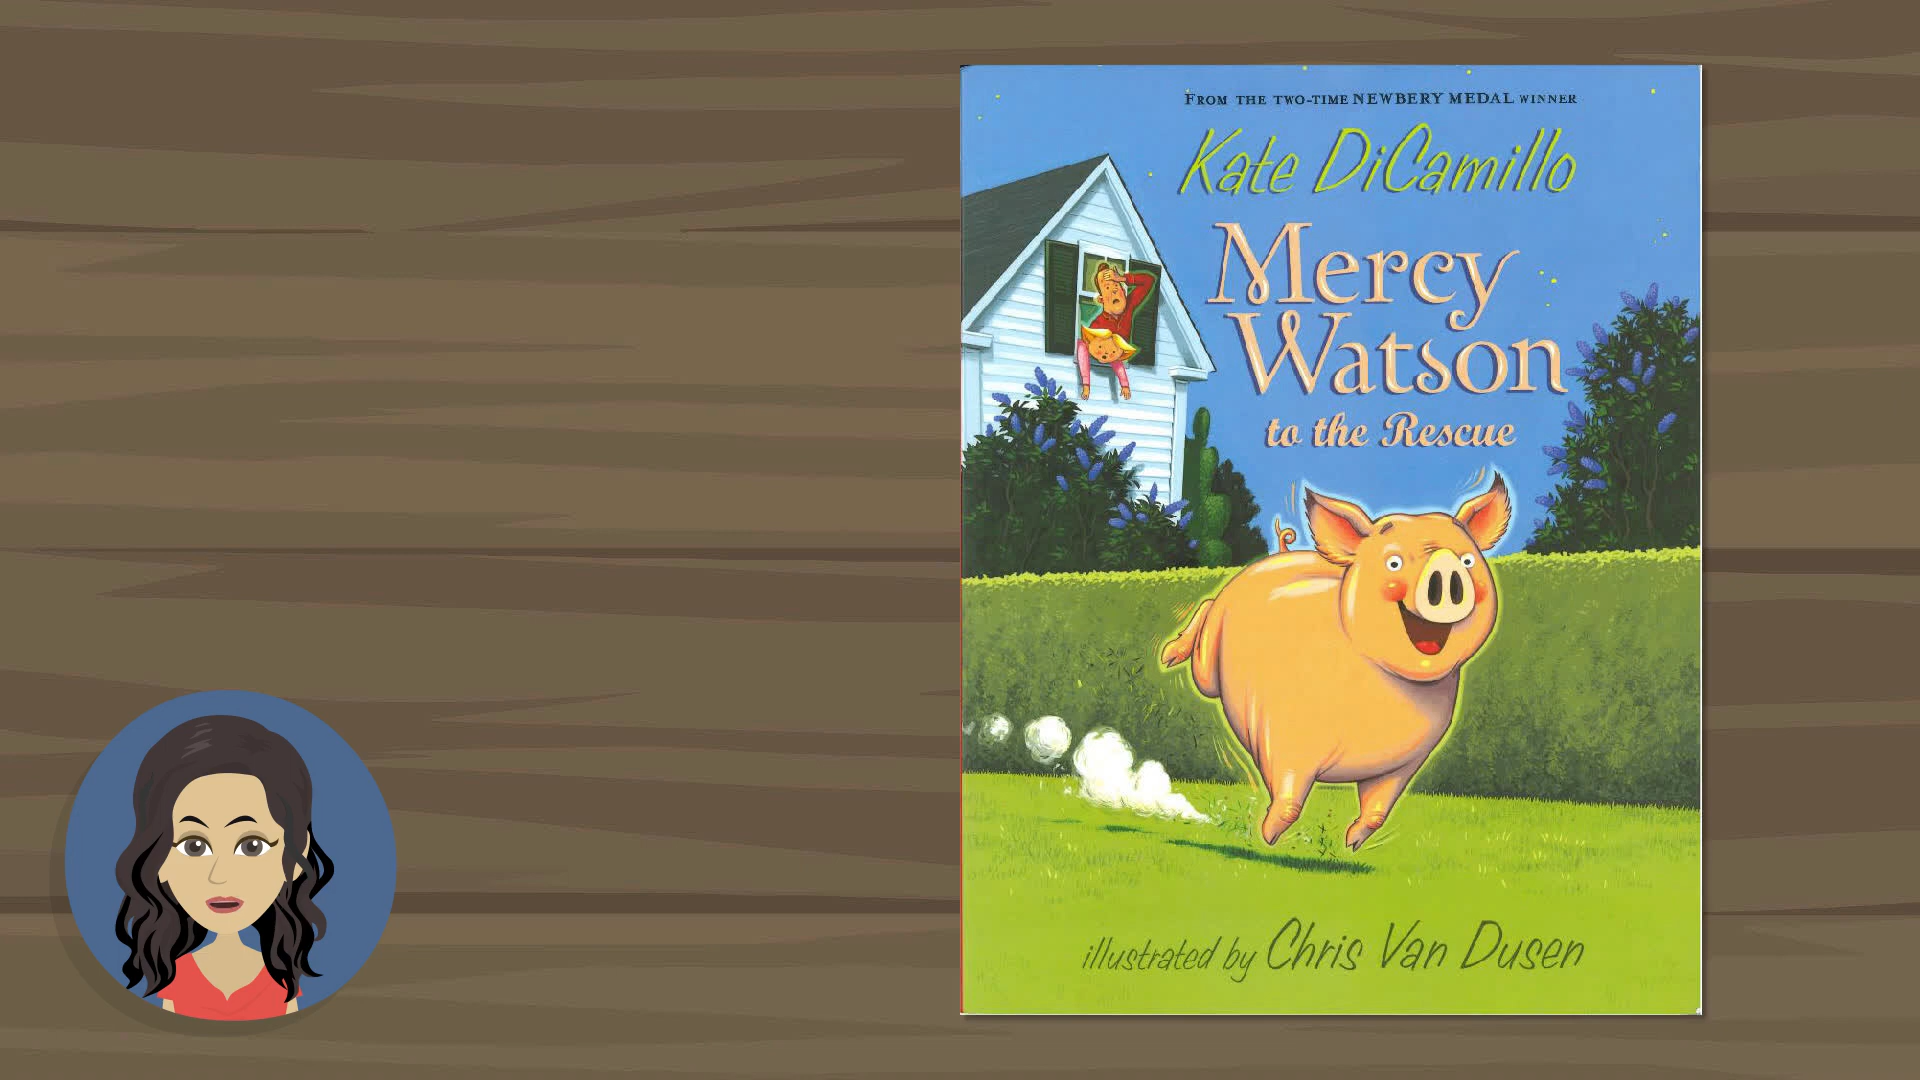 FROM THE TWO-TIME NEWBERY MEDAL WINNER
Kate DiCamillo
Mercy
Watson
to the Rescue
illustrated by Chris Van Dusen